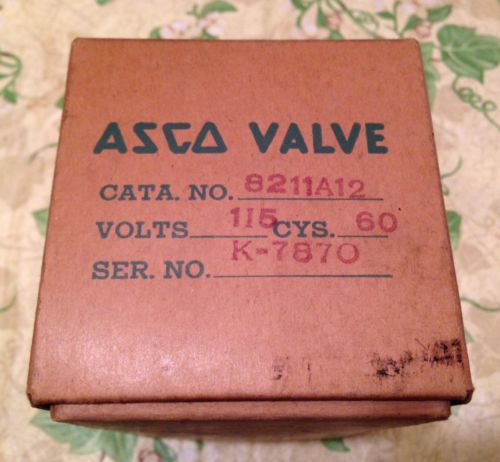 ASCO VALVE
CATA. NO. 8211A12
VOLTS 115 CYS. 60
SER. NO. K-7870